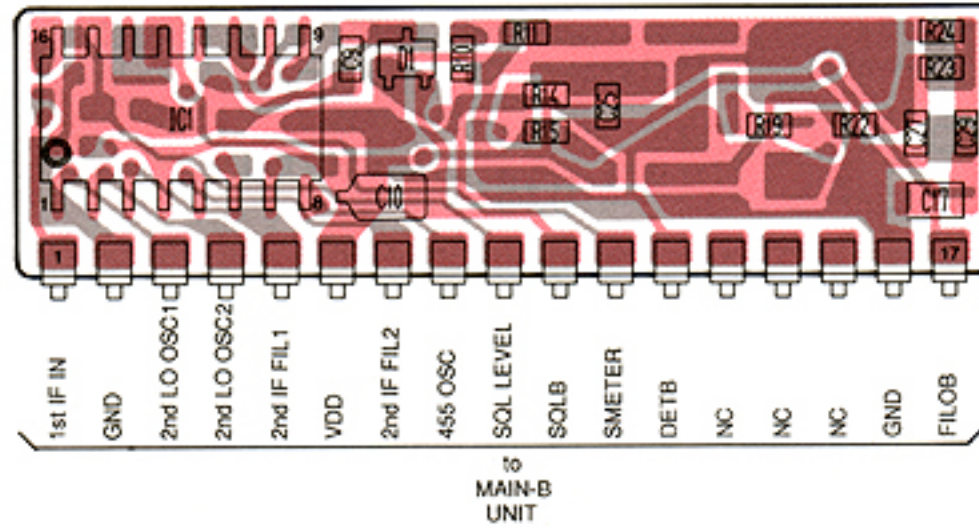 16 9 C9 D1 R10 R11 R24
R23
IC1 R14
R15 R19 R22 C21
1 8 C10 C17
1 17
1st IF IN
GND
2nd LO OSC1
2nd LO OSC2
2nd IF FIL1
VDD
2nd IF FIL2
455 OSC
SQL LEVEL
SQLB
SMETER
DETB
NC
NC
NC
GND
FILOB
to
MAIN-B
UNIT